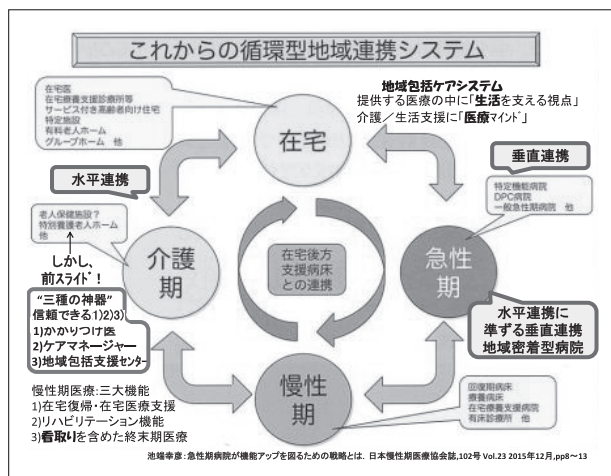 これからの循環型地域連携システム
在宅医
在宅療養支援診療所等
サービス付き高齢者向け住宅
特定施設
有料老人ホーム
グループホーム 他
地域包括ケアシステム
提供する医療の中に「生活を支える視点」
介護／生活支援に「医療マインド」
在宅
水平連携
垂直連携
特定機能病院
DPC病院
一般急性期病院 他
老人保健施設？
特別養護老人ホーム
他
しかし、
前スライド！
介護
期
在宅後方
支援病床
との連携
急性
期
“三種の神器”
信頼できる1)2)3)
1)かかりつけ医
2)ケアマネージャー
3)地域包括支援センター
水平連携に
準ずる垂直連携
地域密着型病院
慢性
期
慢性期医療:三大機能
1)在宅復帰・在宅医療支援
2)リハビリテーション機能
3)看取りを含めた終末期医療
回復期病床
療養病床
在宅療養支援病院
有床診療所 他
池端幸彦:急性期病院が機能アップを図るための戦略とは. 日本慢性期医療協会誌,102号 Vol.23 2015年12月,pp8～13